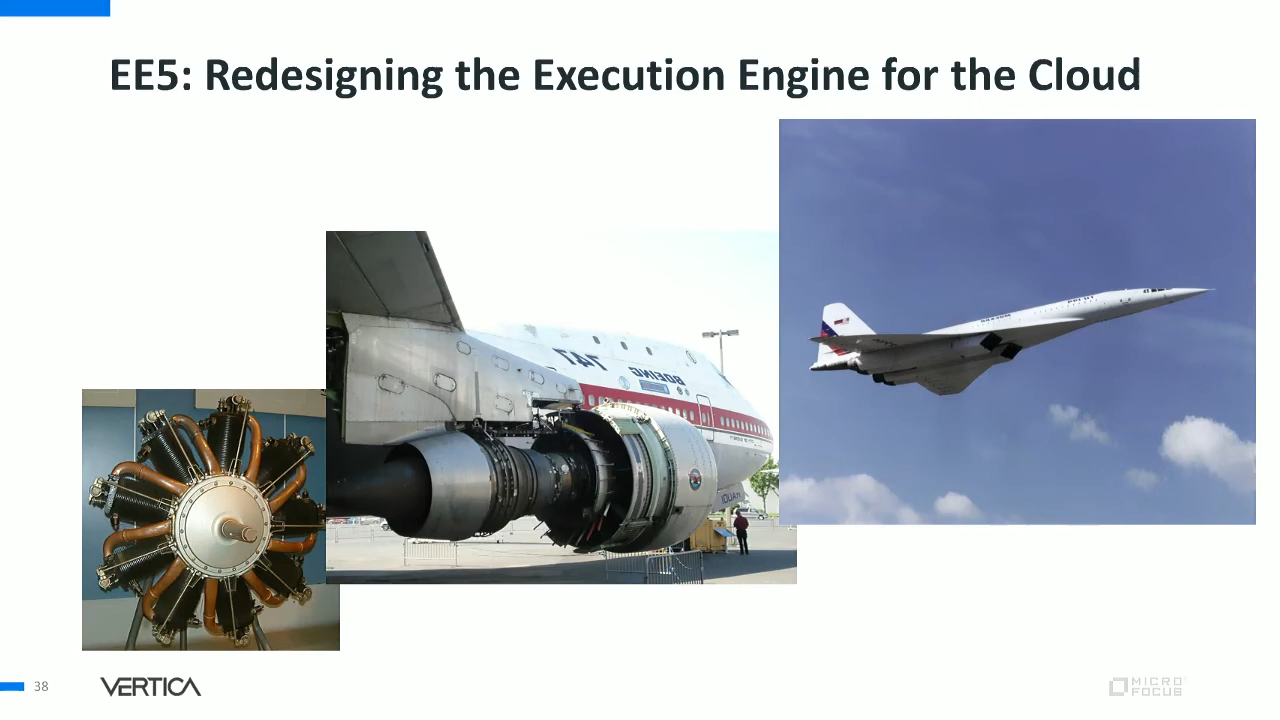 EE5: Redesigning the Execution Engine for the Cloud
747
BOEING
38
VERTICA
MICRO
FOCUS